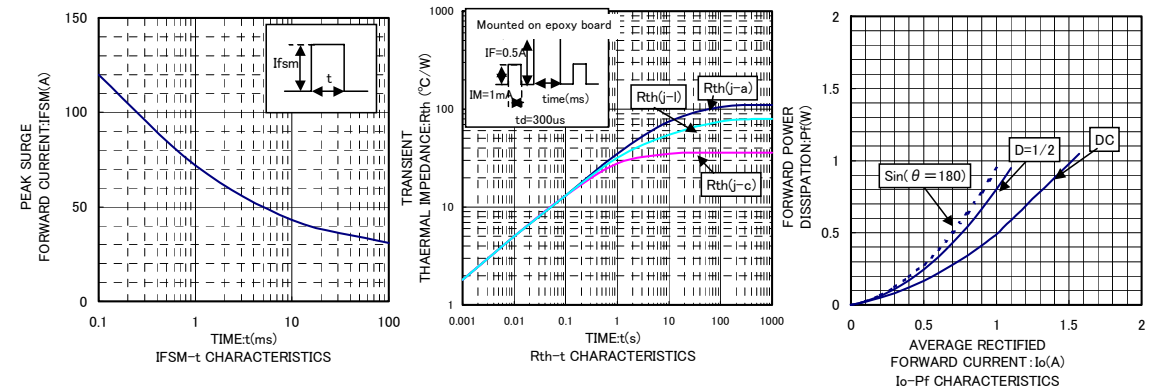 PEAK SURGE
FORWARD CURRENT:IFSM(A)
150
100
50
0
0.1
1
10
100
Ifsm
t
TIME:t(ms)
IFSM-t CHARACTERISTICS
TRANSIENT
THAERMAL IMPEDANCE:Rth (℃/W)
1000
100
10
1
0.001
0.01
0.1
1
10
100
1000
Mounted on epoxy board
IF=0.5A
IM=1mA
time(ms)
td=300us
Rth(j-l)
Rth(j-a)
Rth(j-c)
TIME:t(s)
Rth-t CHARACTERISTICS
FORWARD POWER
DISSIPATION:Pf(W)
2
1.5
1
0.5
0
0
0.5
1
1.5
2
D=1/2
DC
Sin(θ=180)
AVERAGE RECTIFIED
FORWARD CURRENT:Io(A)
Io-Pf CHARACTERISTICS